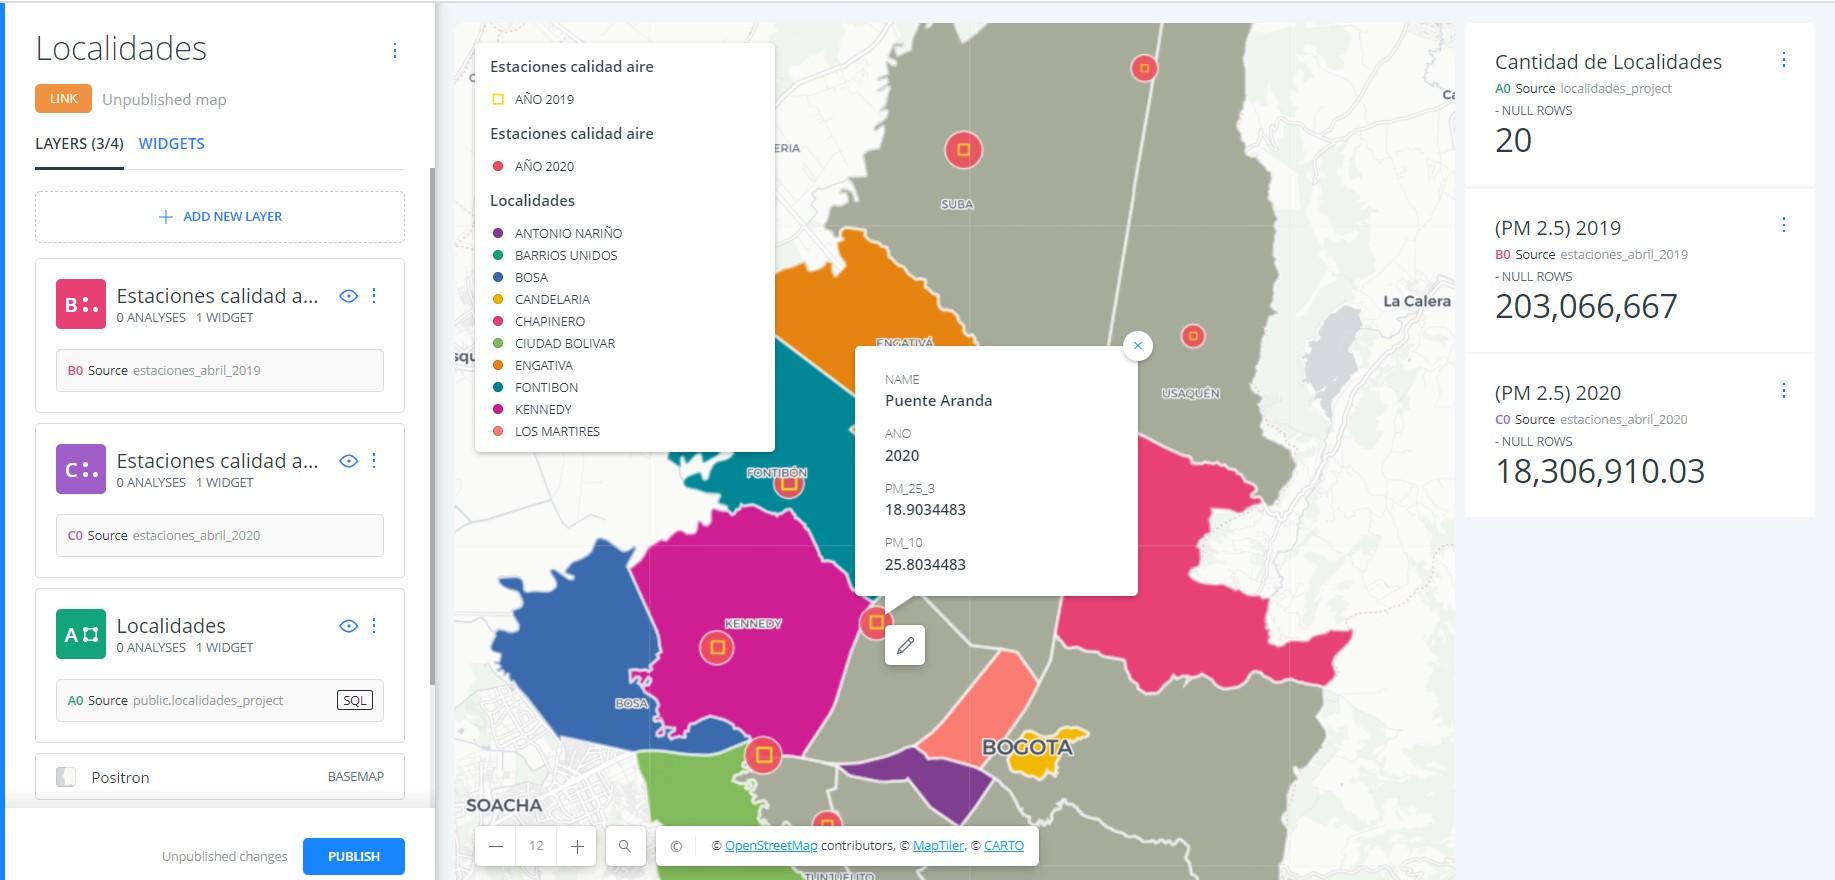 Localidades
LINK Unpublished map
LAYERS (3/4) WIDGETS
ADD NEW LAYER
B
Estaciones calidad a...
0 ANALYSES 1 WIDGET
B0 Source estaciones_abril_2019
C
Estaciones calidad a...
0 ANALYSES 1 WIDGET
C0 Source estaciones_abril_2020
A
Localidades
0 ANALYSES 1 WIDGET
A0 Source public.localidades_project SQL
Positron BASEMAP
Unpublished changes PUBLISH
Estaciones calidad aire
AÑO 2019
Estaciones calidad aire
AÑO 2020
Localidades
ANTONIO NARIÑO
BARRIOS UNIDOS
BOSA
CANDELARIA
CHAPINERO
CIUDAD BOLIVAR
ENGATIVA
FONTIBON
KENNEDY
LOS MARTIRES
ERIA
SUBA
Ca
La Calera
squ
ENGATIVÁ
USAQUÉN
FONTIBÓN
NAME
Puente Aranda
ANO
2020
PM_25_3
18.9034483
PM_10
25.8034483
KENNEDY
BOSA
BOGOTA
SOACHA
TUNJUELITO
12
© © OpenStreetMap contributors, © MapTiler, © CARTO
Cantidad de Localidades
A0 Source localidades_project
- NULL ROWS
20
(PM 2.5) 2019
B0 Source estaciones_abril_2019
- NULL ROWS
203,066,667
(PM 2.5) 2020
C0 Source estaciones_abril_2020
- NULL ROWS
18,306,910.03